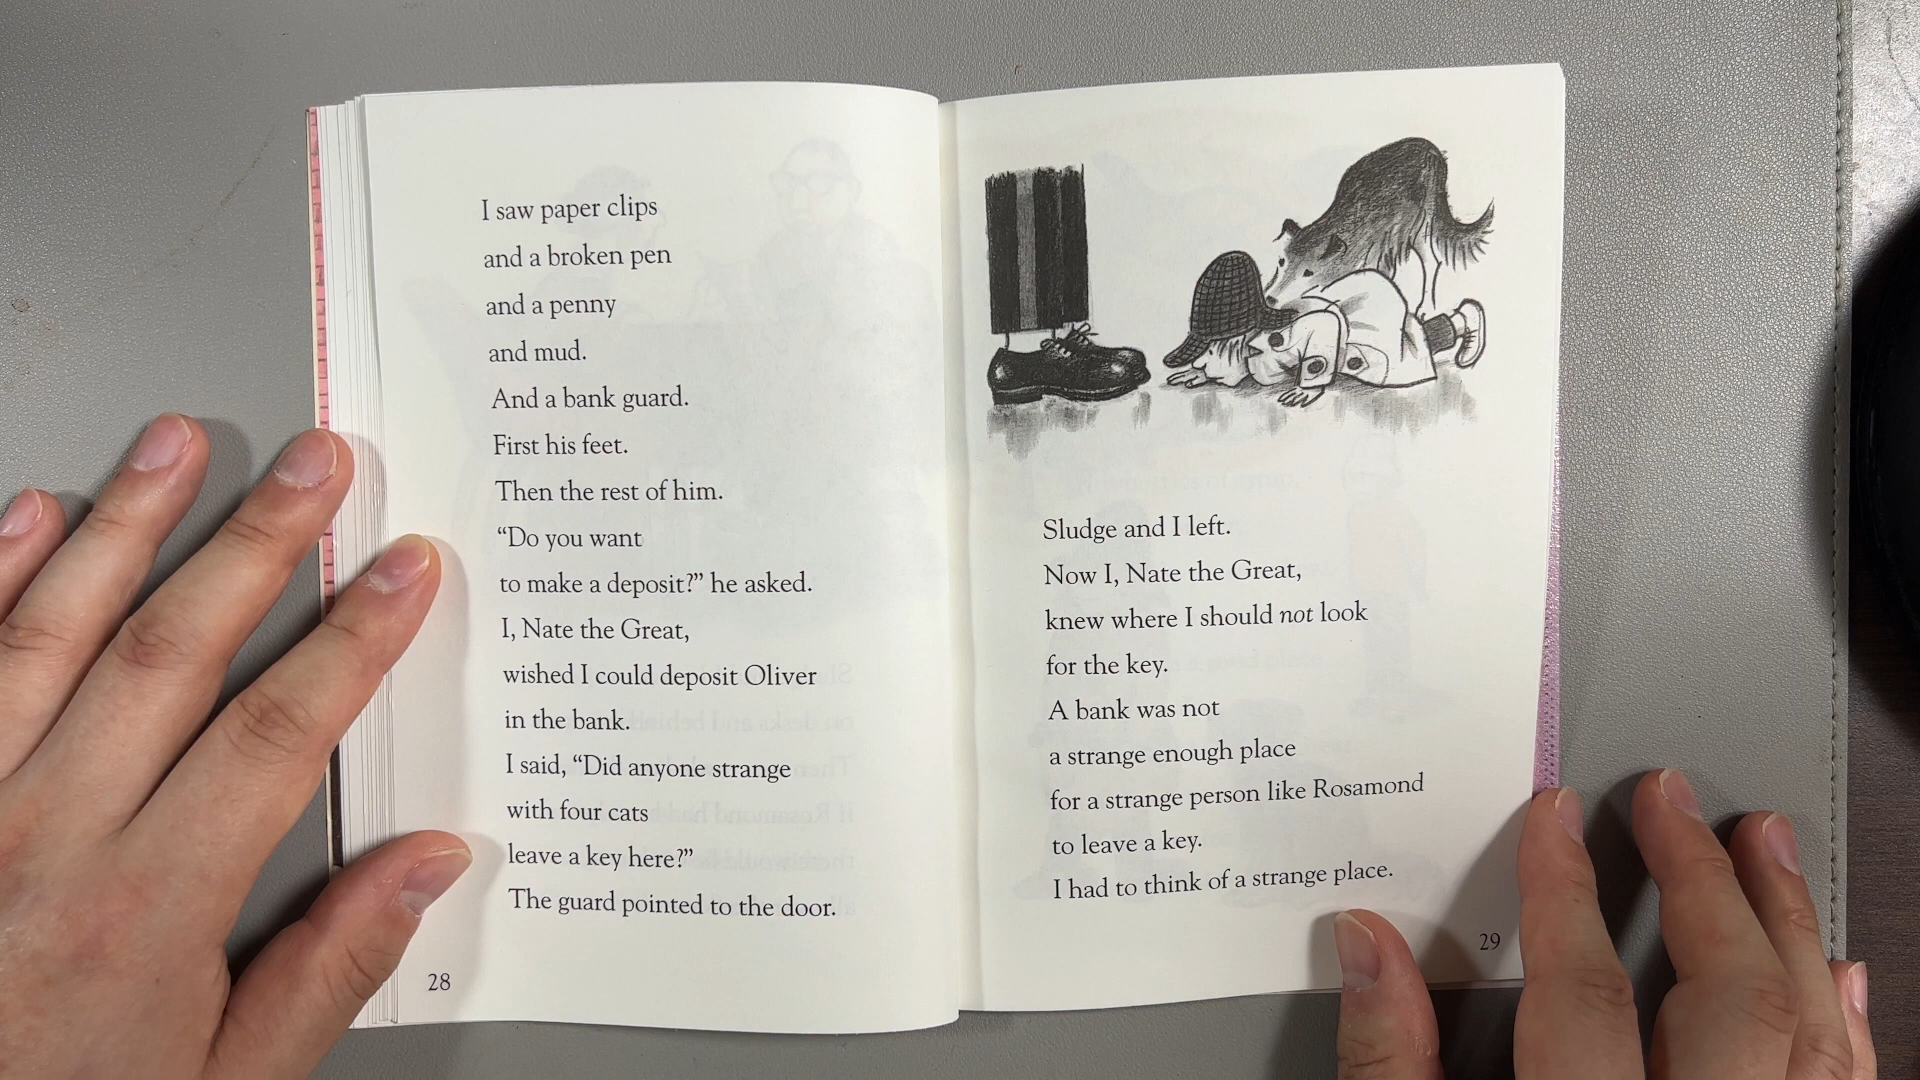 I saw paper clips
and a broken pen
and a penny
and mud.
And a bank guard.
First his feet.
Then the rest of him.
“Do you want
to make a deposit?” he asked.
I, Nate the Great,
wished I could deposit Oliver
in the bank.
I said, “Did anyone strange
with four cats
leave a key here?”
The guard pointed to the door.
28
Sludge and I left.
Now I, Nate the Great,
knew where I should not look
for the key.
A bank was not
a strange enough place
for a strange person like Rosamond
to leave a key.
I had to think of a strange place.
29